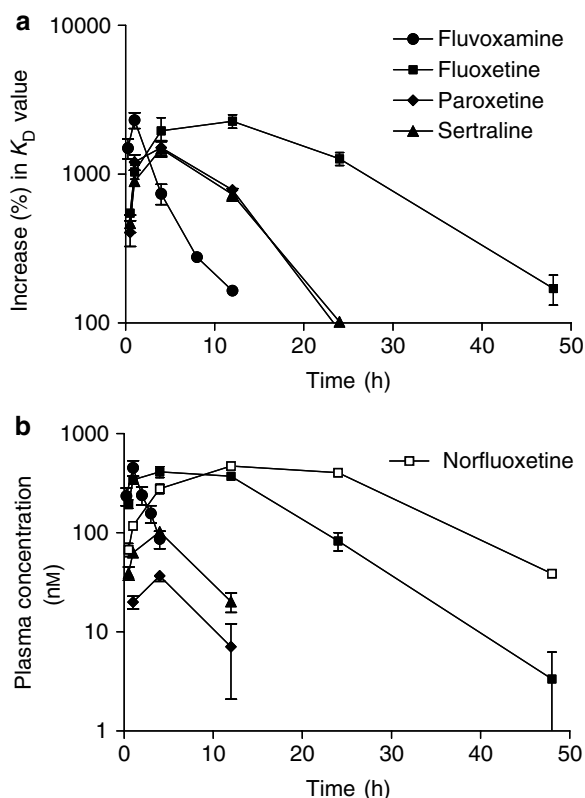 a
10000
1000
100
Increase (%) in KD value
Fluvoxamine
Fluoxetine
Paroxetine
Sertraline
0 10 20 30 40 50
Time (h)
b
1000
100
10
1
Plasma concentration
(nM)
Norfluoxetine
0 10 20 30 40 50
Time (h)